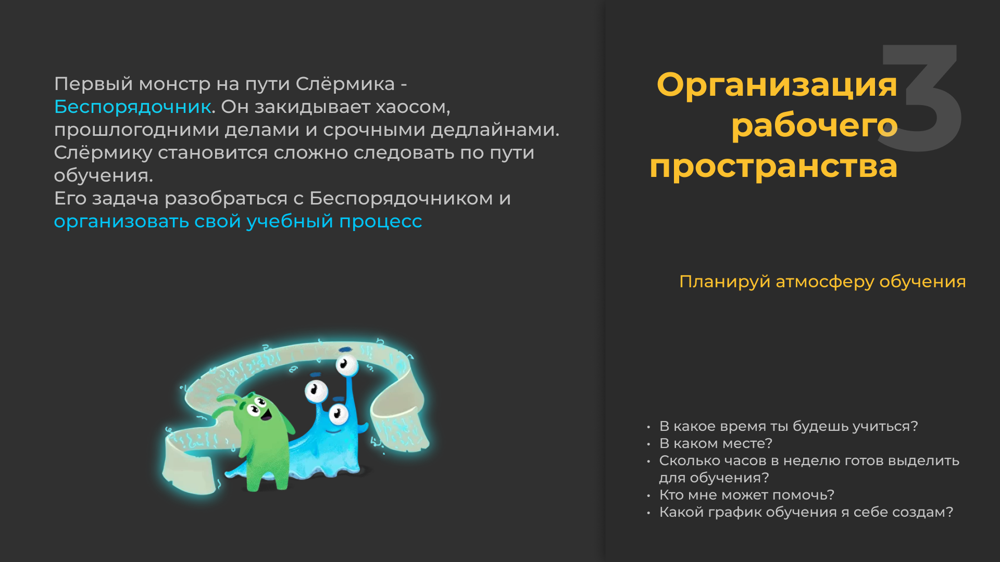 Первый монстр на пути Слёрмика -
Беспорядочник. Он закидывает хаосом,
прошлогодними делами и срочными дедлайнами.
Слёрмику становится сложно следовать по пути
обучения.
Его задача разобраться с Беспорядочником и
организовать свой учебный процесс
3
Организация
рабочего
пространства
Планируй атмосферу обучения
• В какое время ты будешь учиться?
• В каком месте?
• Сколько часов в неделю готов выделить
для обучения?
• Кто мне может помочь?
• Какой график обучения я себе создам?